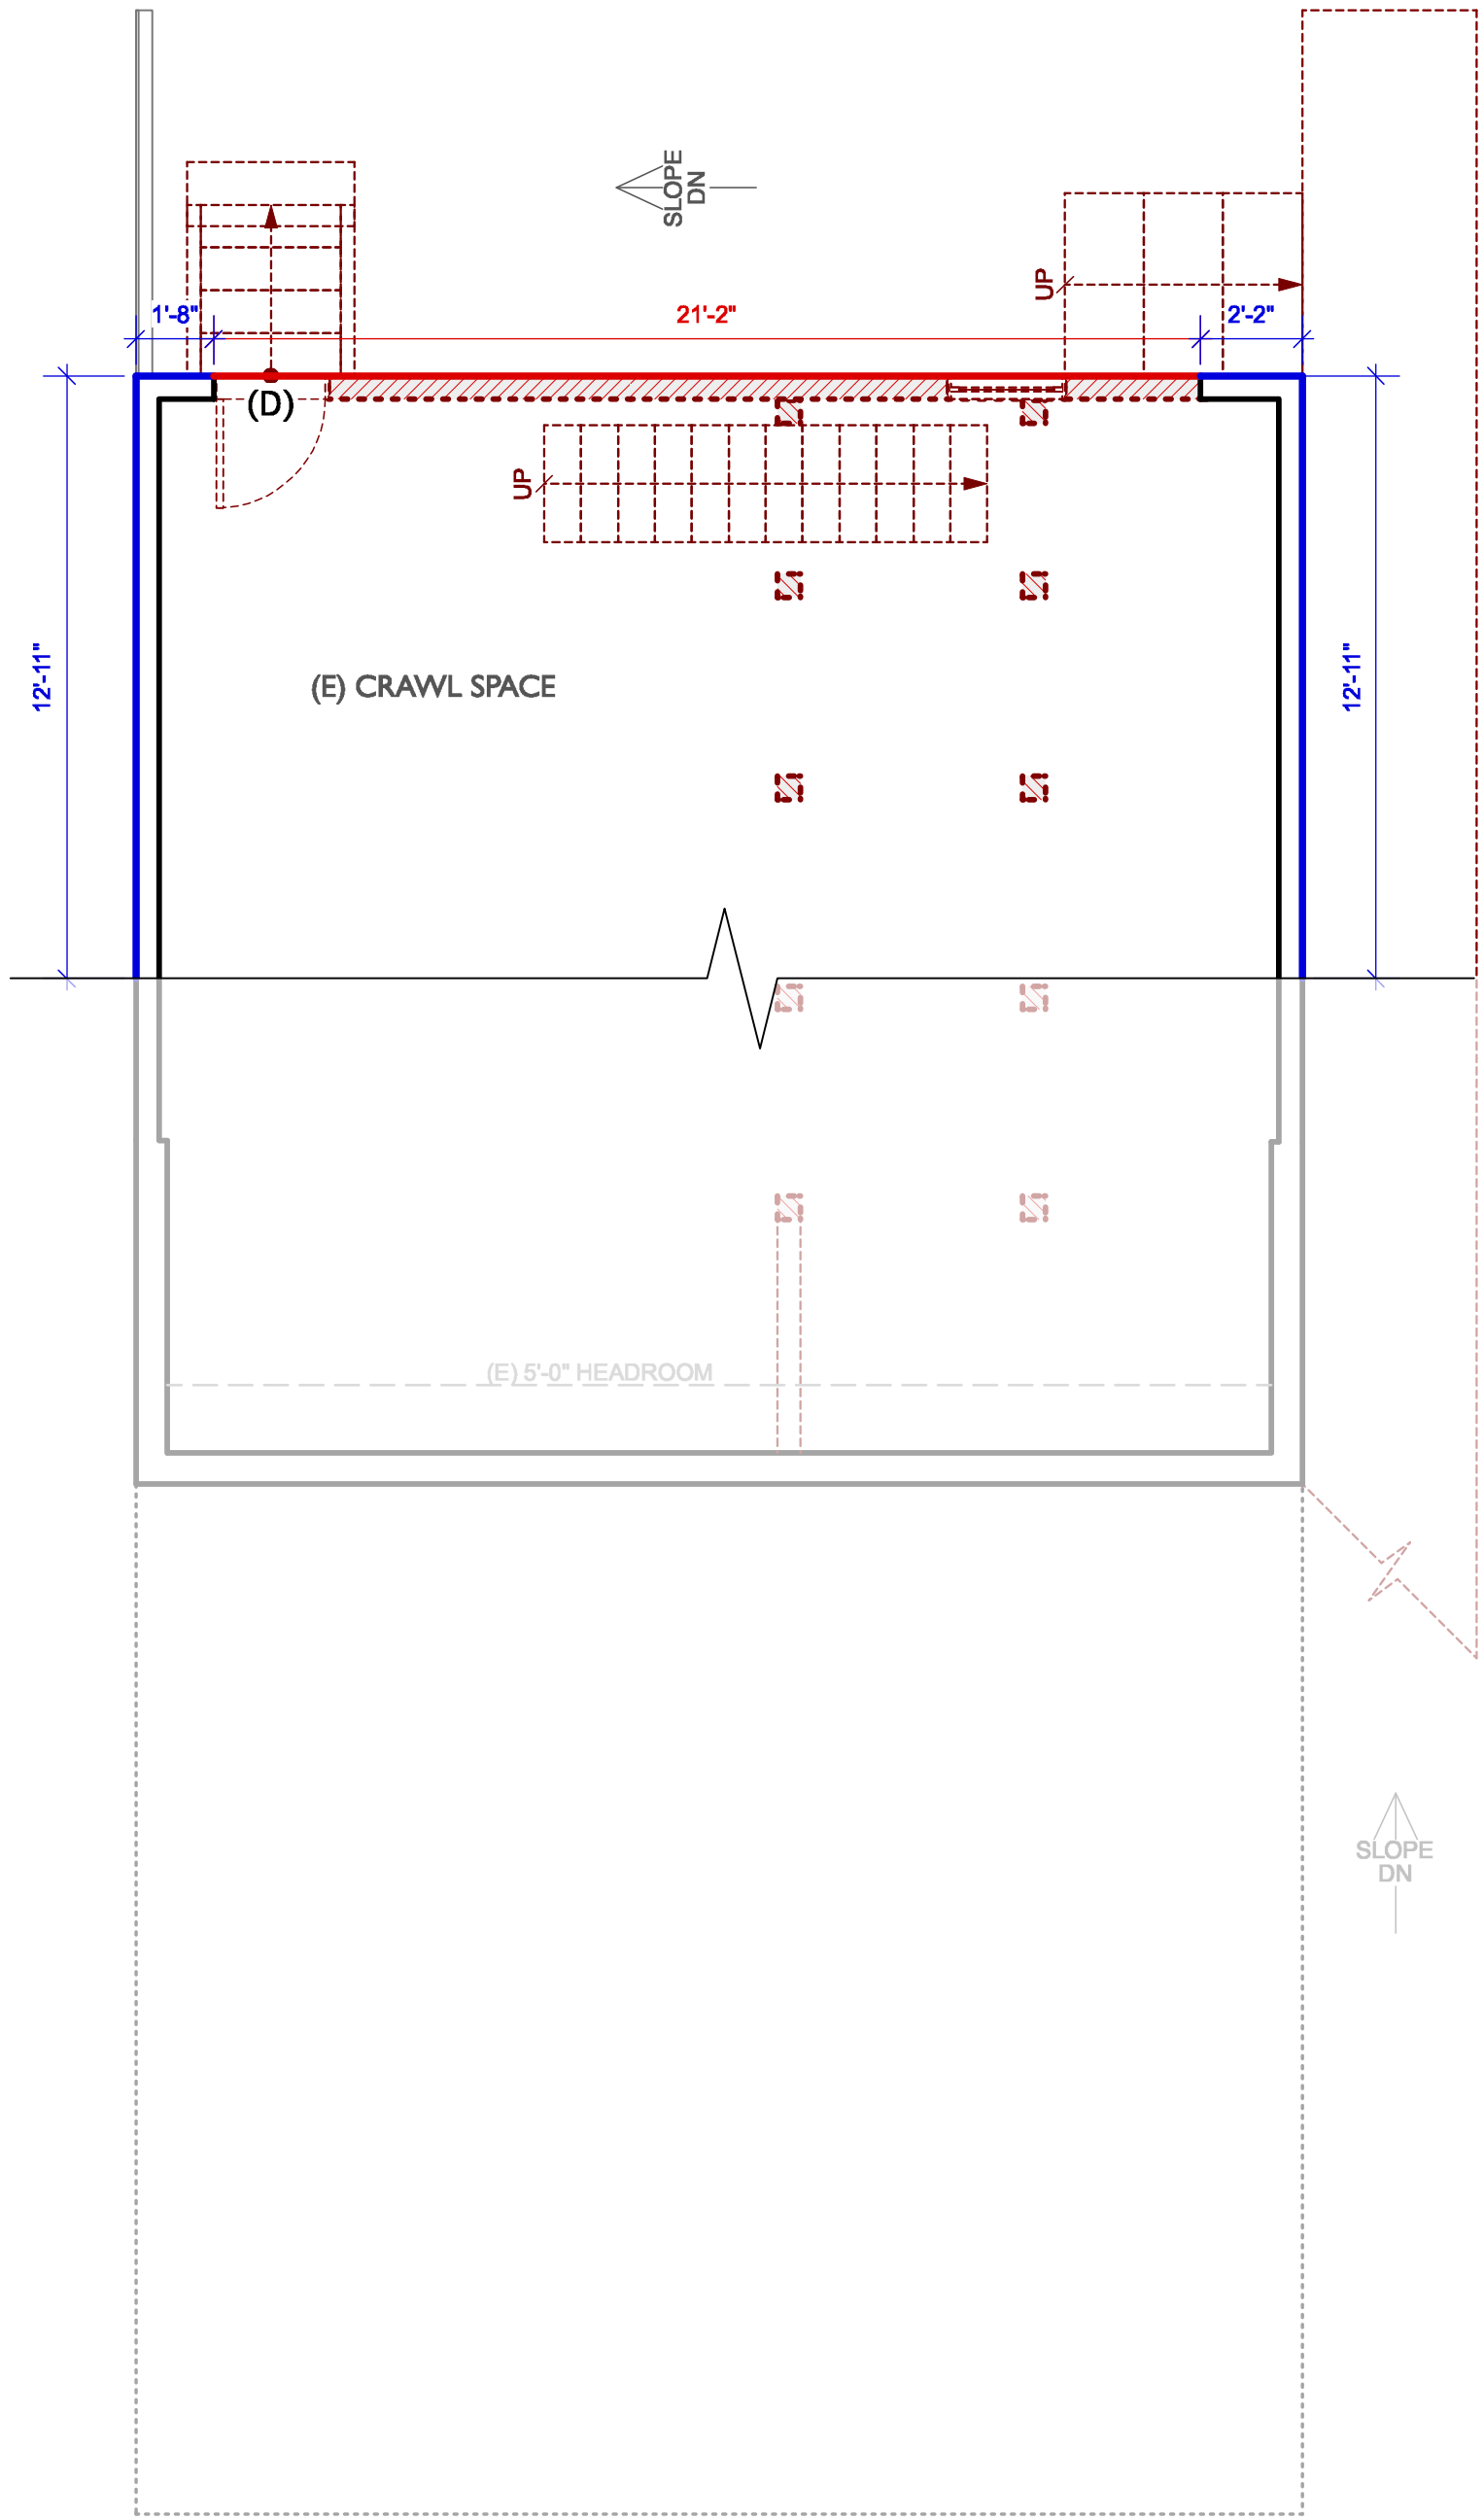 SLOPE
DN
UP
1'-8"
21'-2"
2'-2"
(D)
UP
12'-11"
12'-11"
(E) CRAWL SPACE
(E) 5'-0" HEADROOM
SLOPE
DN